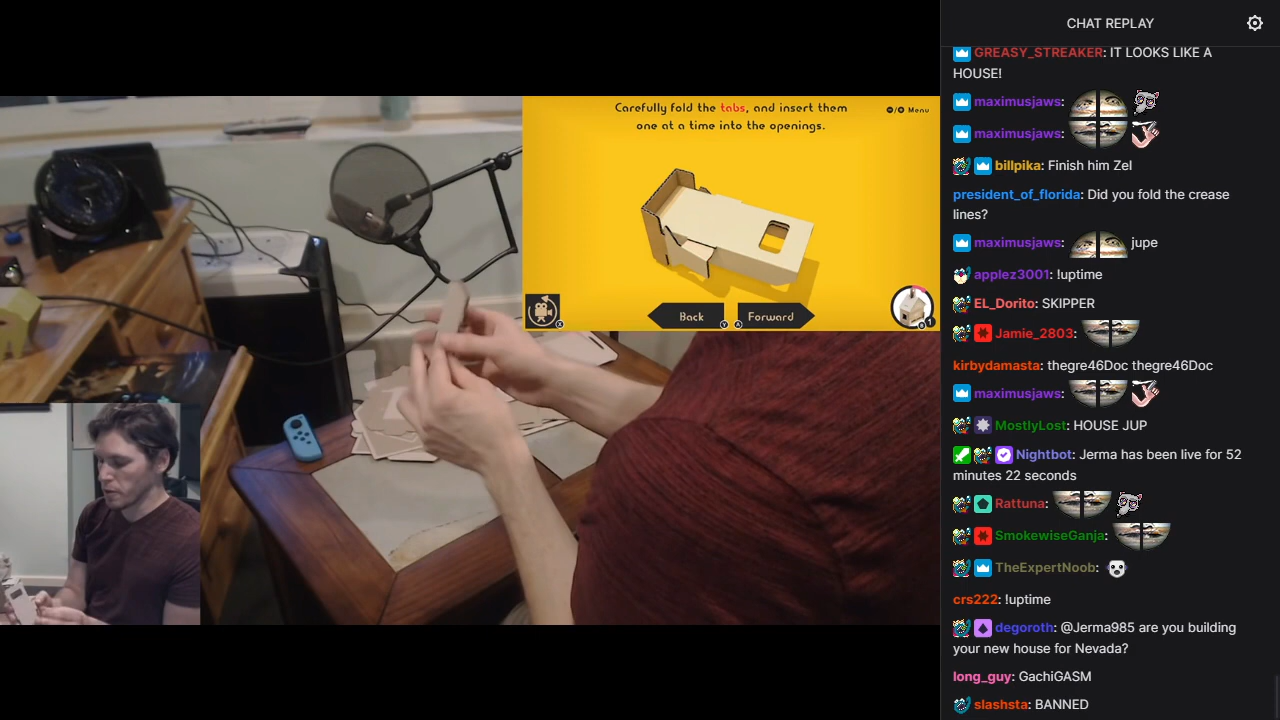 Carefully fold the tabs, and insert them
one at a time into the openings.
Menu
Back
Forward
CHAT REPLAY
GREASY_STREAKER: IT LOOKS LIKE A
HOUSE!
maximusjaws:
maximusjaws:
billpika: Finish him Zel
president_of_florida: Did you fold the crease
lines?
maximusjaws: jupe
applez3001: !uptime
EL_Dorito: SKIPPER
Jamie_2803:
kirbydamasta: thegre46Doc thegre46Doc
maximusjaws:
MostlyLost: HOUSE JUP
Nightbot: Jerma has been live for 52
minutes 22 seconds
Rattuna:
SmokewiseGanja:
TheExpertNoob:
crs222: !uptime
degoroth: @Jerma985 are you building
your new house for Nevada?
long_guy: GachiGASM
slashsta: BANNED